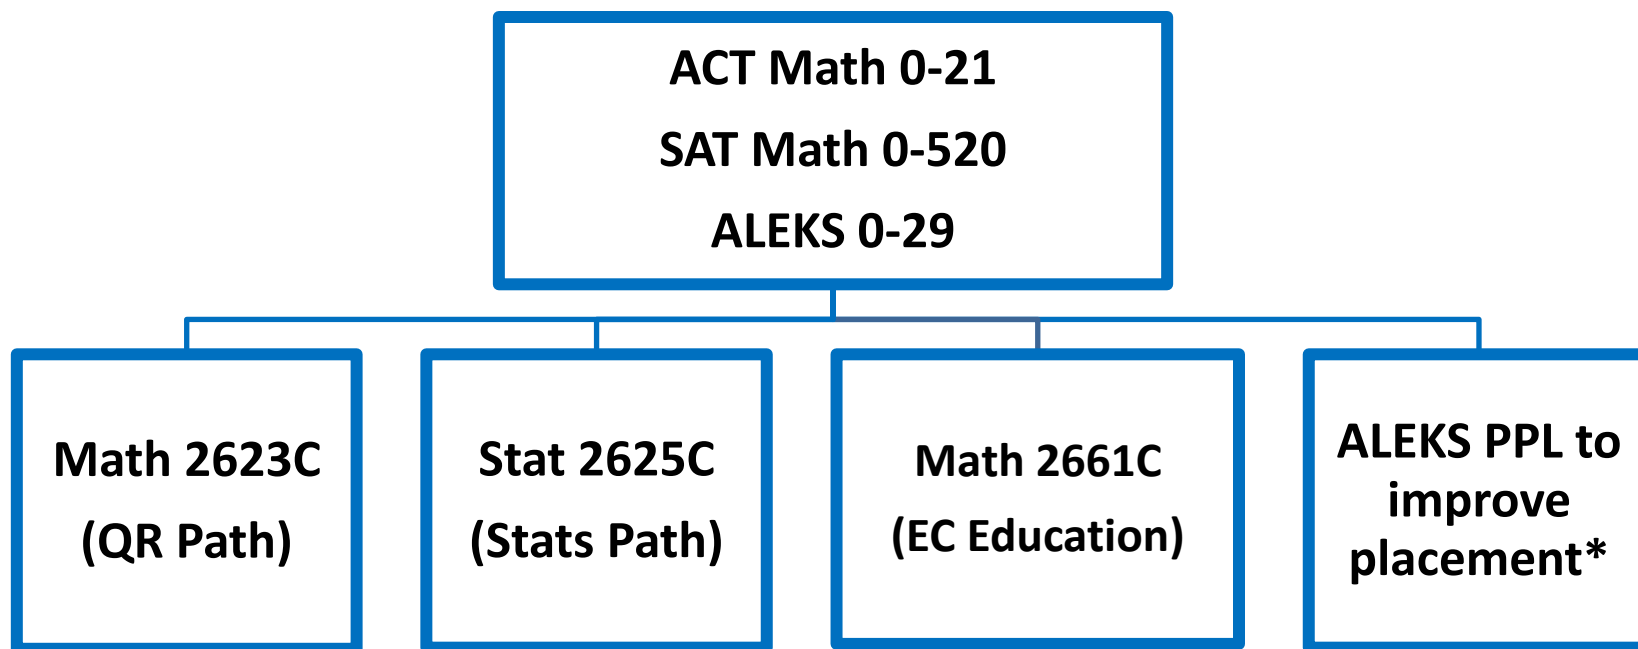 ACT Math 0-21
SAT Math 0-520
ALEKS 0-29
Math 2623C
(QR Path)
Stat 2625C
(Stats Path)
Math 2661C
(EC Education)
ALEKS PPL to
improve
placement*